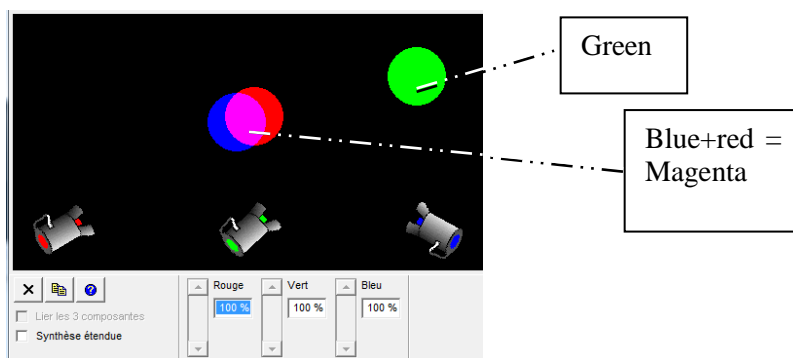 Green
Blue+red =
Magenta
Rouge
Vert
Bleu
100 %
100 %
100 %
Lier les 3 composantes
Synthèse étendue